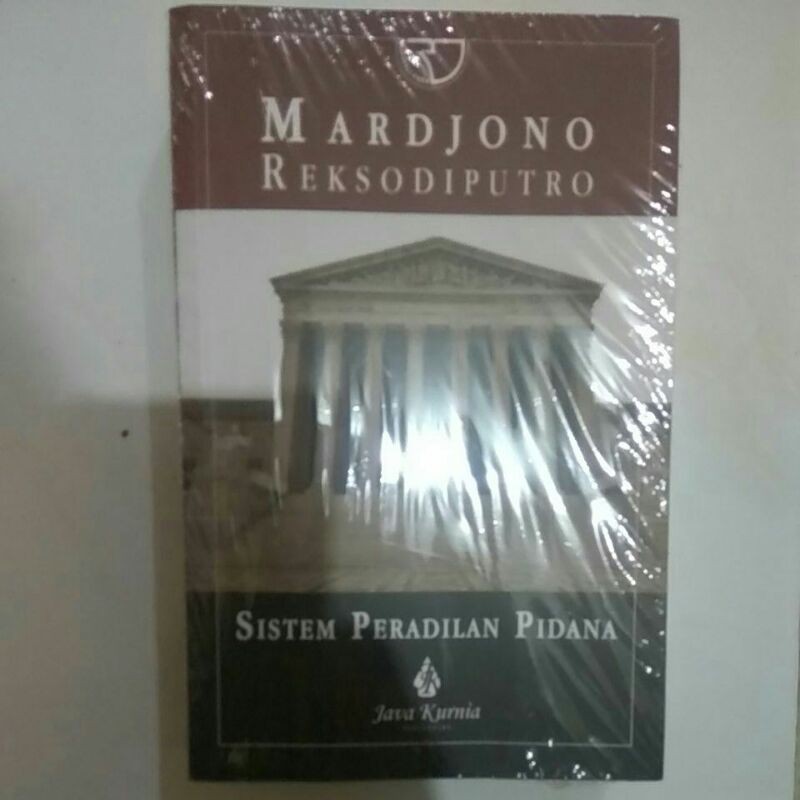 MARDJONO
REKSODIPUTRO
SISTEM PERADILAN PIDANA
Java Kurnia